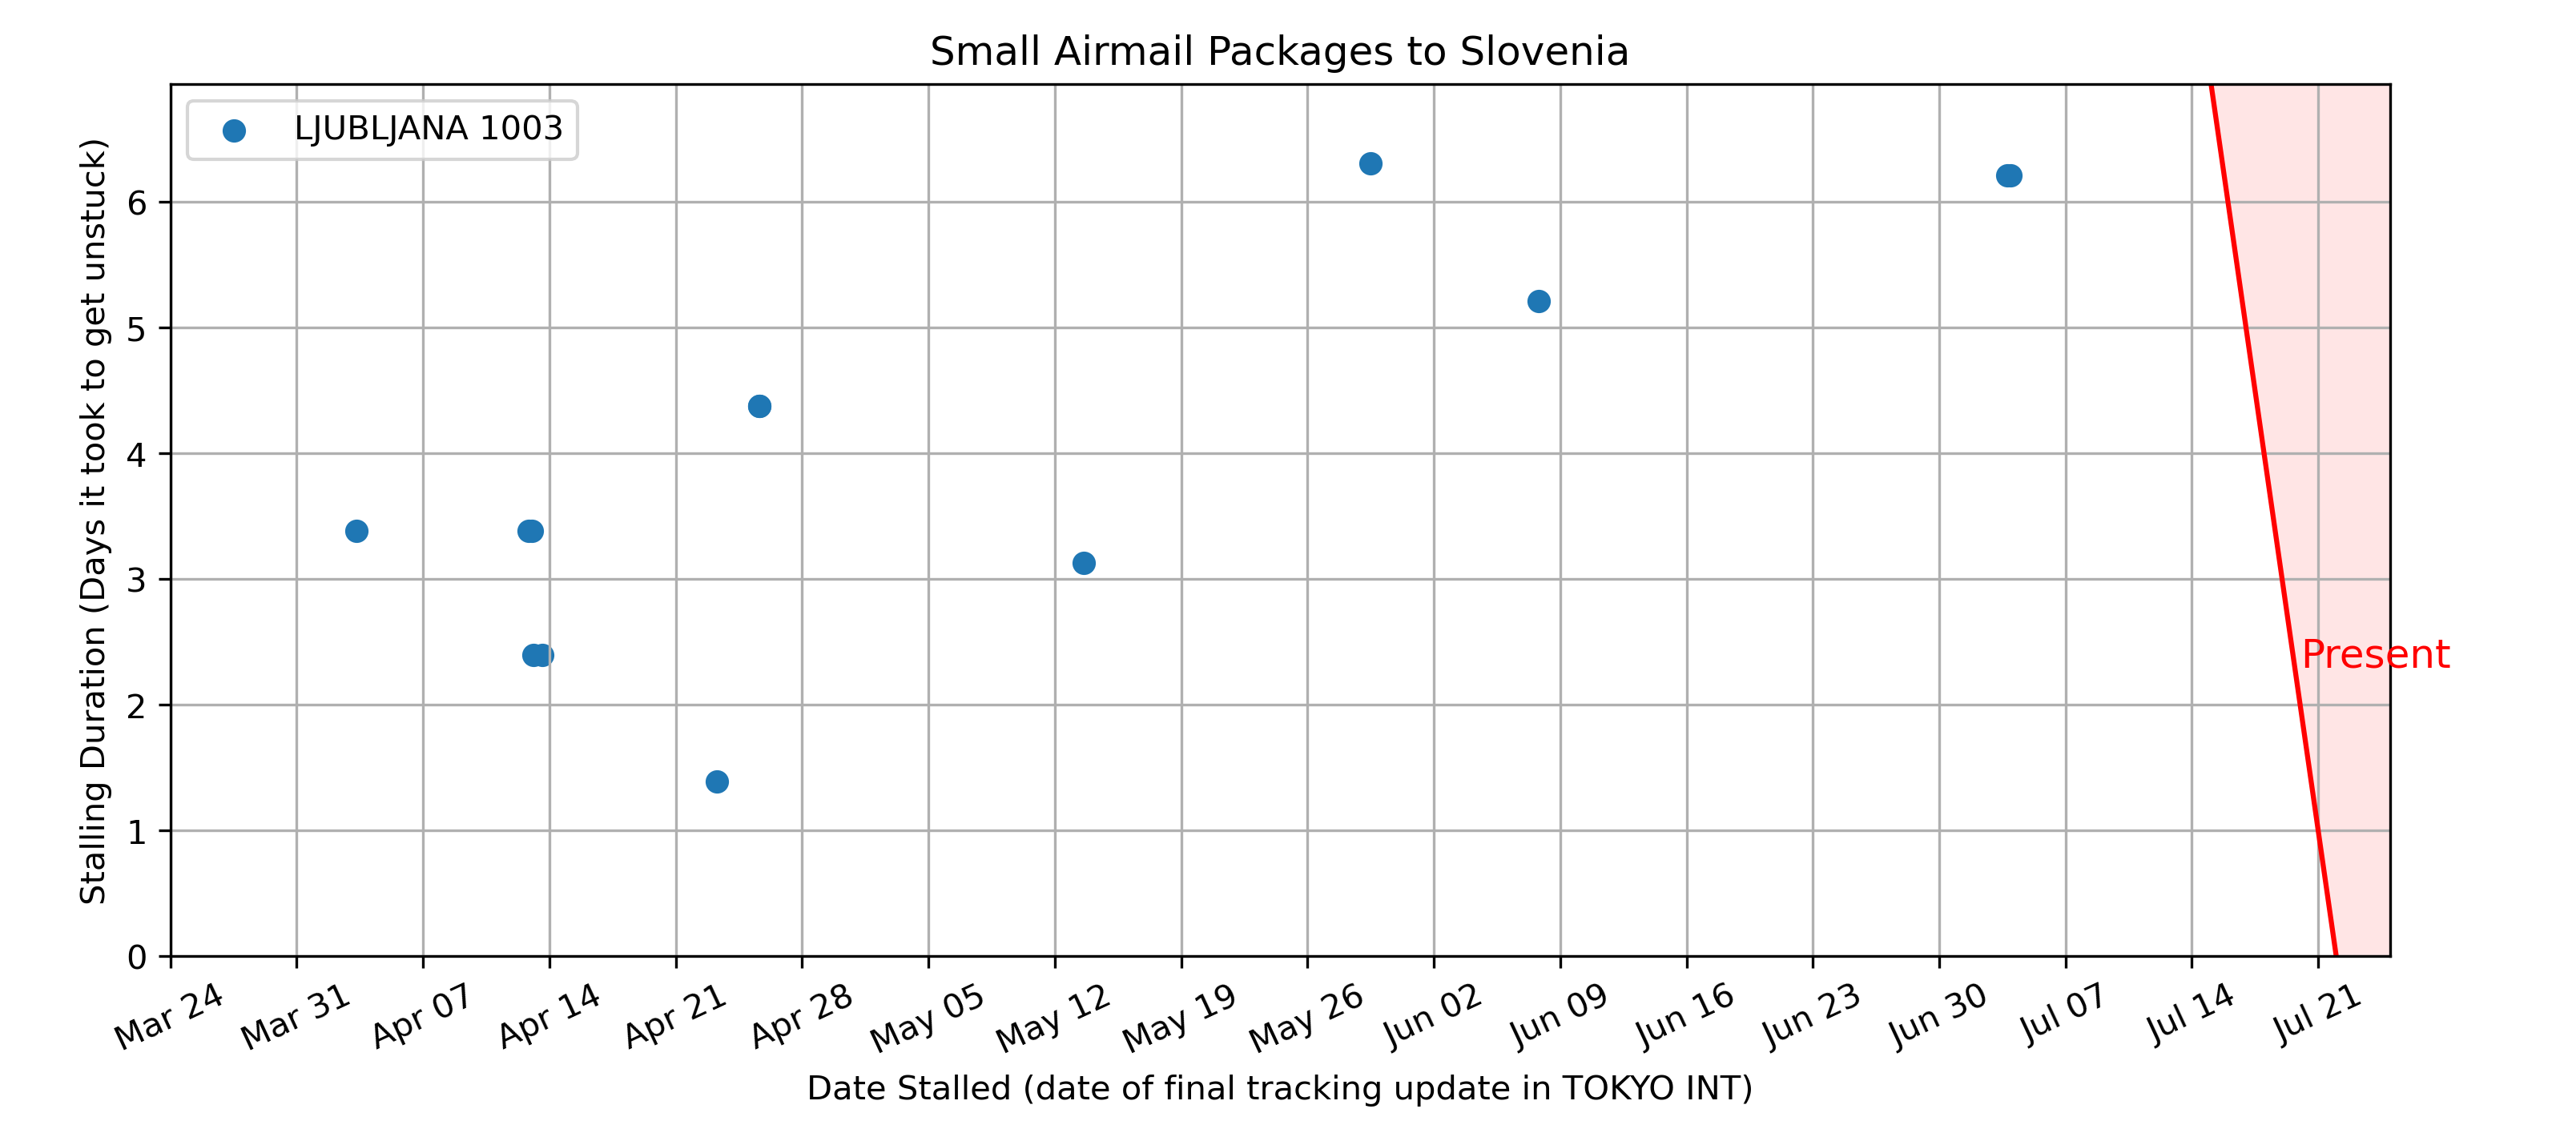 Small Airmail Packages to Slovenia
LJUBLJANA 1003
Stalling Duration (Days it took to get unstuck)
6
5
4
3
2
1
0
Present
Mar 24
Mar 31
Apr 07
Apr 14
Apr 21
Apr 28
May 05
May 12
May 19
May 26
Jun 02
Jun 09
Jun 16
Jun 23
Jun 30
Jul 07
Jul 14
Jul 21
Date Stalled (date of final tracking update in TOKYO INT)